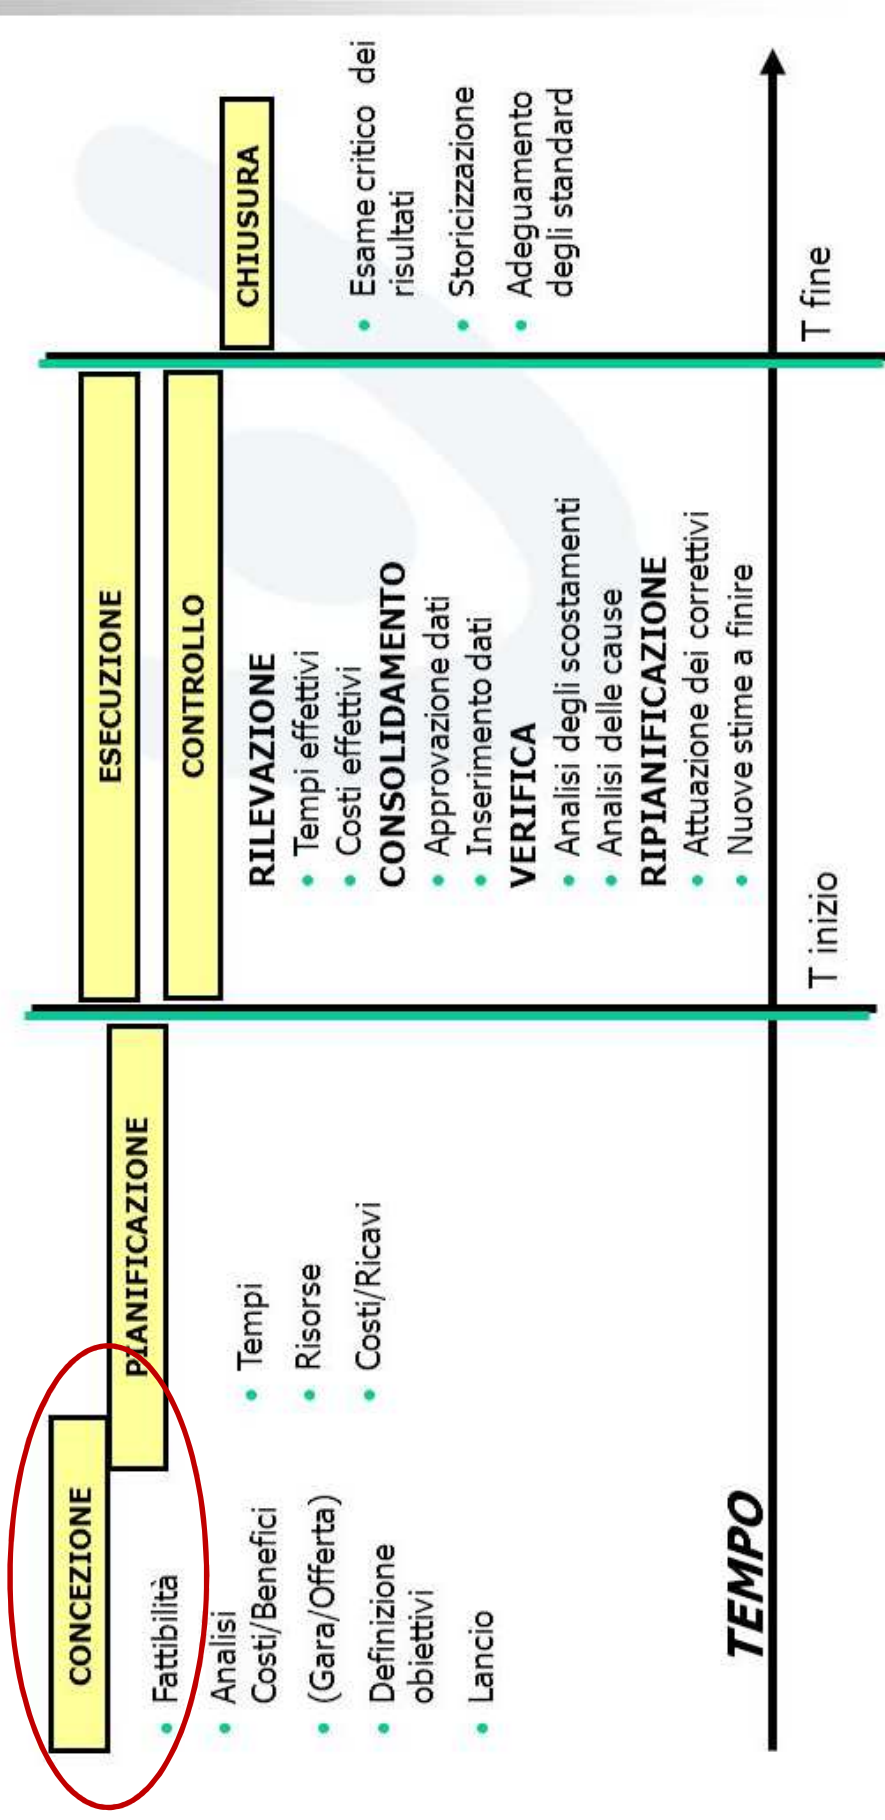 CONCEZIONE
• Fattibilità
• Analisi
Costi/Benefici
• (Gara/Offerta)
• Definizione
obiettivi
• Lancio
PIANIFICAZIONE
• Tempi
• Risorse
• Costi/Ricavi
ESECUZIONE
CONTROLLO
RILEVAZIONE
• Tempi effettivi
• Costi effettivi
CONSOLIDAMENTO
• Approvazione dati
• Inserimento dati
VERIFICA
• Analisi degli scostamenti
• Analisi delle cause
RIPIANIFICAZIONE
• Attuazione dei correttivi
• Nuove stime a finire
CHIUSURA
• Esame critico dei
risultati
• Storicizzazione
• Adeguamento
degli standard
TEMPO
T inizio
T fine